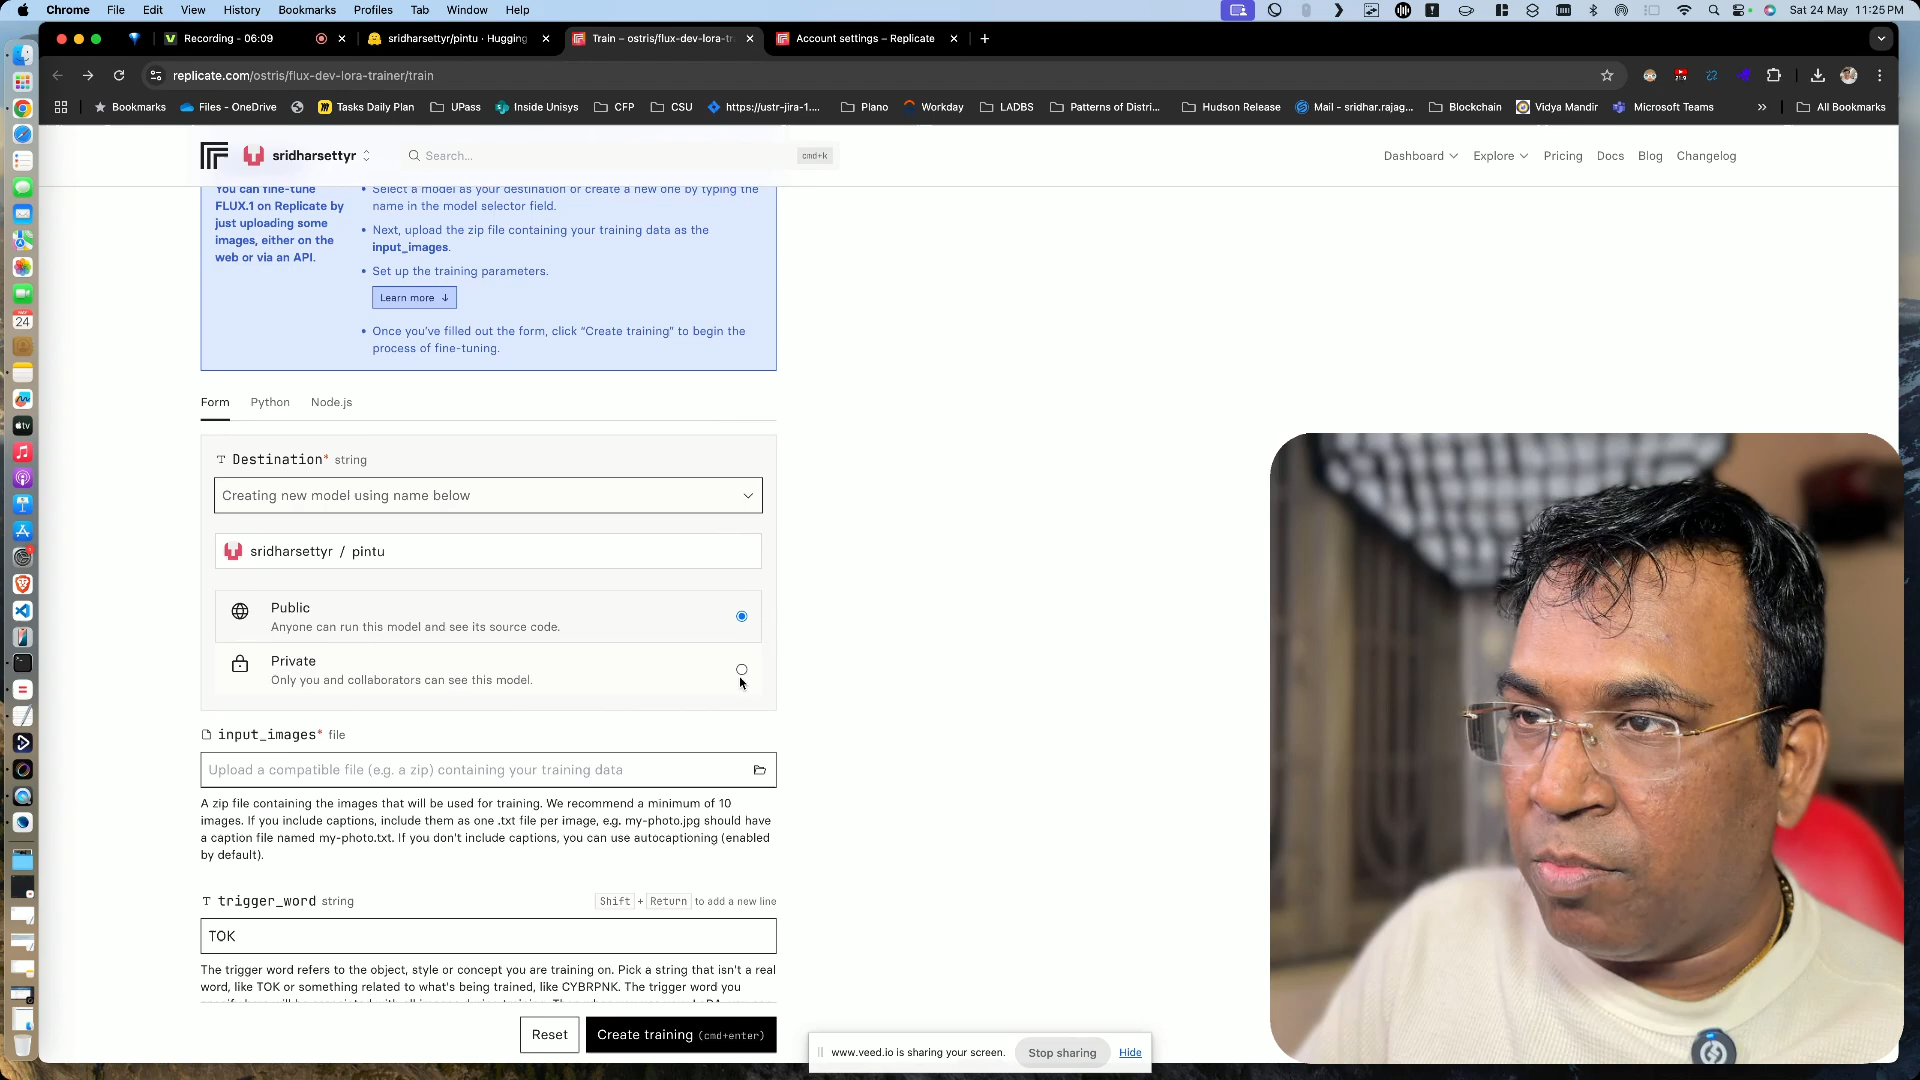 Chrome File Edit View History Bookmarks Profiles Tab Window Help
Sat 24 May 11:25 PM
Recording - 06:09
sridharsettyr/pintu · Hugging
Train – ostris/flux-dev-lora-tr
Account settings – Replicate
replicate.com/ostris/flux-dev-lora-trainer/train
Bookmarks Files - OneDrive Tasks Daily Plan UPass Inside Unisys CFP CSU https://ustr-jira-1.... Plano Workday LADBS Patterns of Distri... Hudson Release Mail - sridhar.rajag... Blockchain Vidya Mandir Microsoft Teams » All Bookmarks
sridharsettyr
Search...
cmd+k
Dashboard Explore Pricing Docs Blog Changelog
You can fine-tune
FLUX.1 on Replicate by
just uploading some
images, either on the
web or via an API.
• Select a model as your destination or create a new one by typing the
name in the model selector field.
• Next, upload the zip file containing your training data as the
input_images.
• Set up the training parameters.
Learn more ↓
• Once you've filled out the form, click "Create training" to begin the
process of fine-tuning.
Form Python Node.js
T Destination* string
Creating new model using name below
sridharsettyr / pintu
Public
Anyone can run this model and see its source code.
Private
Only you and collaborators can see this model.
input_images* file
Upload a compatible file (e.g. a zip) containing your training data
A zip file containing the images that will be used for training. We recommend a minimum of 10
images. If you include captions, include them as one .txt file per image, e.g. my-photo.jpg should have
a caption file named my-photo.txt. If you don't include captions, you can use autocaptioning (enabled
by default).
T trigger_word string
Shift + Return to add a new line
TOK
The trigger word refers to the object, style or concept you are training on. Pick a string that isn't a real
word, like TOK or something related to what's being trained, like CYBRPNK. The trigger word you
Reset
Create training (cmd+enter)
www.veed.io is sharing your screen.
Stop sharing
Hide